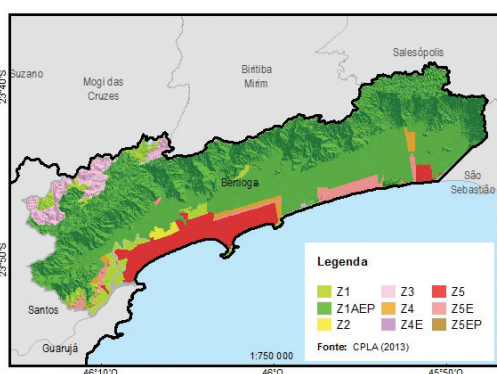 Salesópolis
Suzano
Mogi das
Cruzes
Biritiba
Mirim
23°40'S
São
Sebastião
Bertioga
23°50'S
Santos
Guarujá
Legenda
Z1
Z3
Z5
Z1AEP
Z4
Z5E
Z2
Z4E
Z5EP
Fonte: CPLA (2013)
1:750 000
46°10'O
46°O
45°50'O